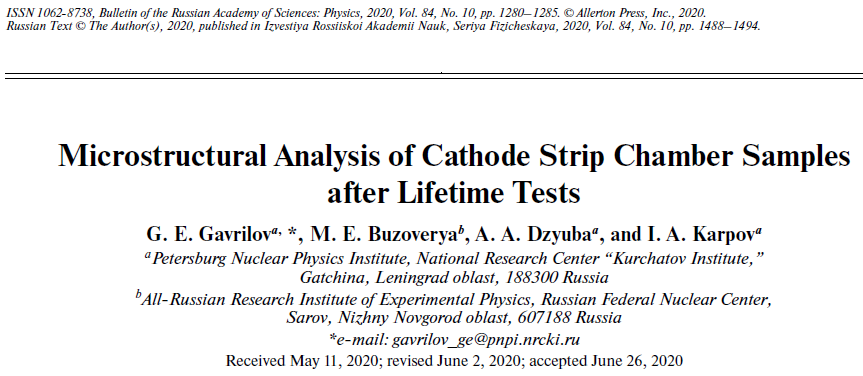 ISSN 1062-8738, Bulletin of the Russian Academy of Sciences: Physics, 2020, Vol. 84, No. 10, pp. 1280–1285. © Allerton Press, Inc., 2020.
Russian Text © The Author(s), 2020, published in Izvestiya Rossiiskoi Akademii Nauk, Seriya Fizicheskaya, 2020, Vol. 84, No. 10, pp. 1488–1494.
Microstructural Analysis of Cathode Strip Chamber Samples
after Lifetime Tests
G. E. Gavrilov^a, *, M. E. Buzoverya^b, A. A. Dzyuba^a, and I. A. Karpov^a
^a Petersburg Nuclear Physics Institute, National Research Center “Kurchatov Institute,”
Gatchina, Leningrad oblast, 188300 Russia
^b All-Russian Research Institute of Experimental Physics, Russian Federal Nuclear Center,
Sarov, Nizhny Novgorod oblast, 607188 Russia
*e-mail: gavrilov_ge@pnpi.nrcki.ru
Received May 11, 2020; revised June 2, 2020; accepted June 26, 2020